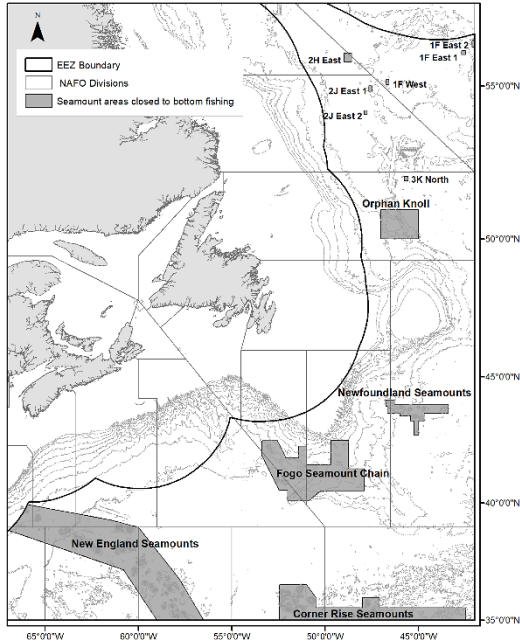 N
EEZ Boundary
NAFO Divisions
Seamount areas closed to bottom fishing
1F East 2
1F East 1
2H East
1F West
2J East 1
2J East 2
3K North
Orphan Knoll
Newfoundland Seamounts
Fogo Seamount Chain
New England Seamounts
Corner Rise Seamounts
55°0'0"N
50°0'0"N
45°0'0"N
40°0'0"N
35°0'0"N
65°0'0"W
60°0'0"W
55°0'0"W
50°0'0"W
45°0'0"W